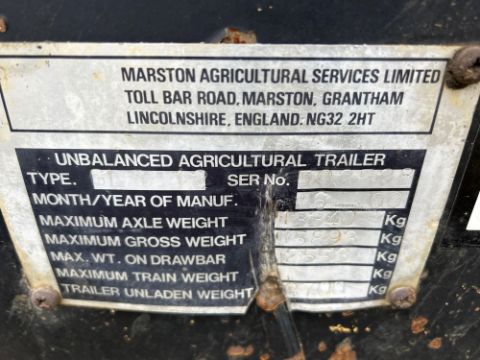 MARSTON AGRICULTURAL SERVICES LIMITED
TOLL BAR ROAD, MARSTON, GRANTHAM
LINCOLNSHIRE, ENGLAND. NG32 2HT
UNBALANCED AGRICULTURAL TRAILER
TYPE. SER No.
MONTH/YEAR OF MANUF.
MAXIMUM AXLE WEIGHT Kg
MAXIMUM GROSS WEIGHT Kg
MAX. WT. ON DRAWBAR Kg
MAXIMUM TRAIN WEIGHT Kg
TRAILER UNLADEN WEIGHT Kg